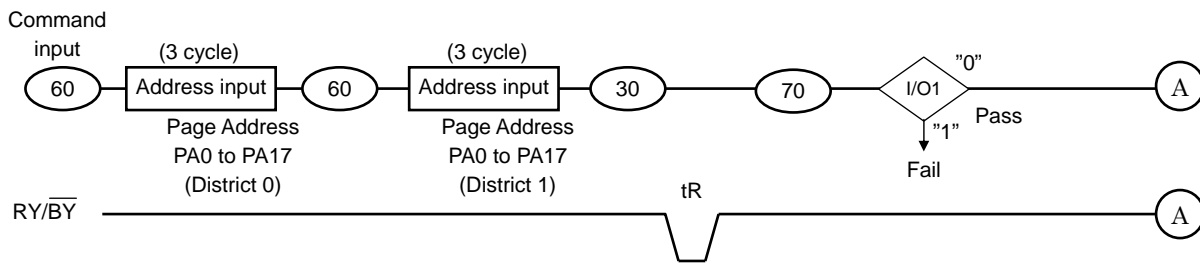 Command
input
(3 cycle)
(3 cycle)
60
Address input
60
Address input
30
70
I/O1
"0"
A
Page Address
PA0 to PA17
(District 0)
Page Address
PA0 to PA17
(District 1)
"1"
Pass
Fail
tR
RY/BY
A